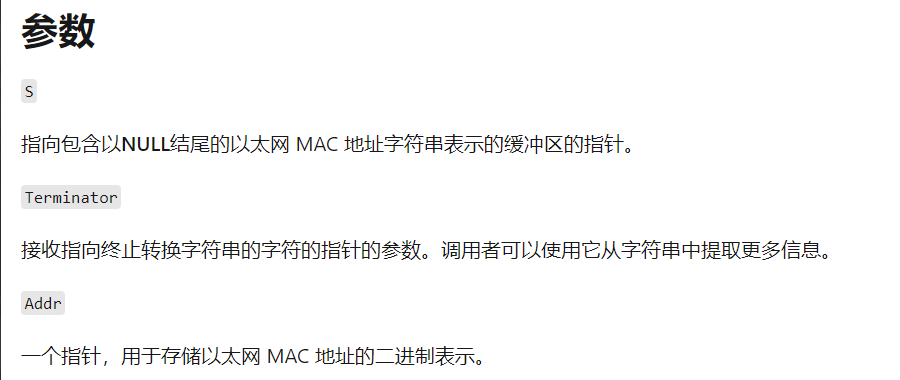 参数
S
指向包含以NULL结尾的以太网 MAC 地址字符串表示的缓冲区的指针。
Terminator
接收指向终止转换字符串的字符的指针的参数。调用者可以使用它从字符串中提取更多信息。
Addr
一个指针，用于存储以太网 MAC 地址的二进制表示。